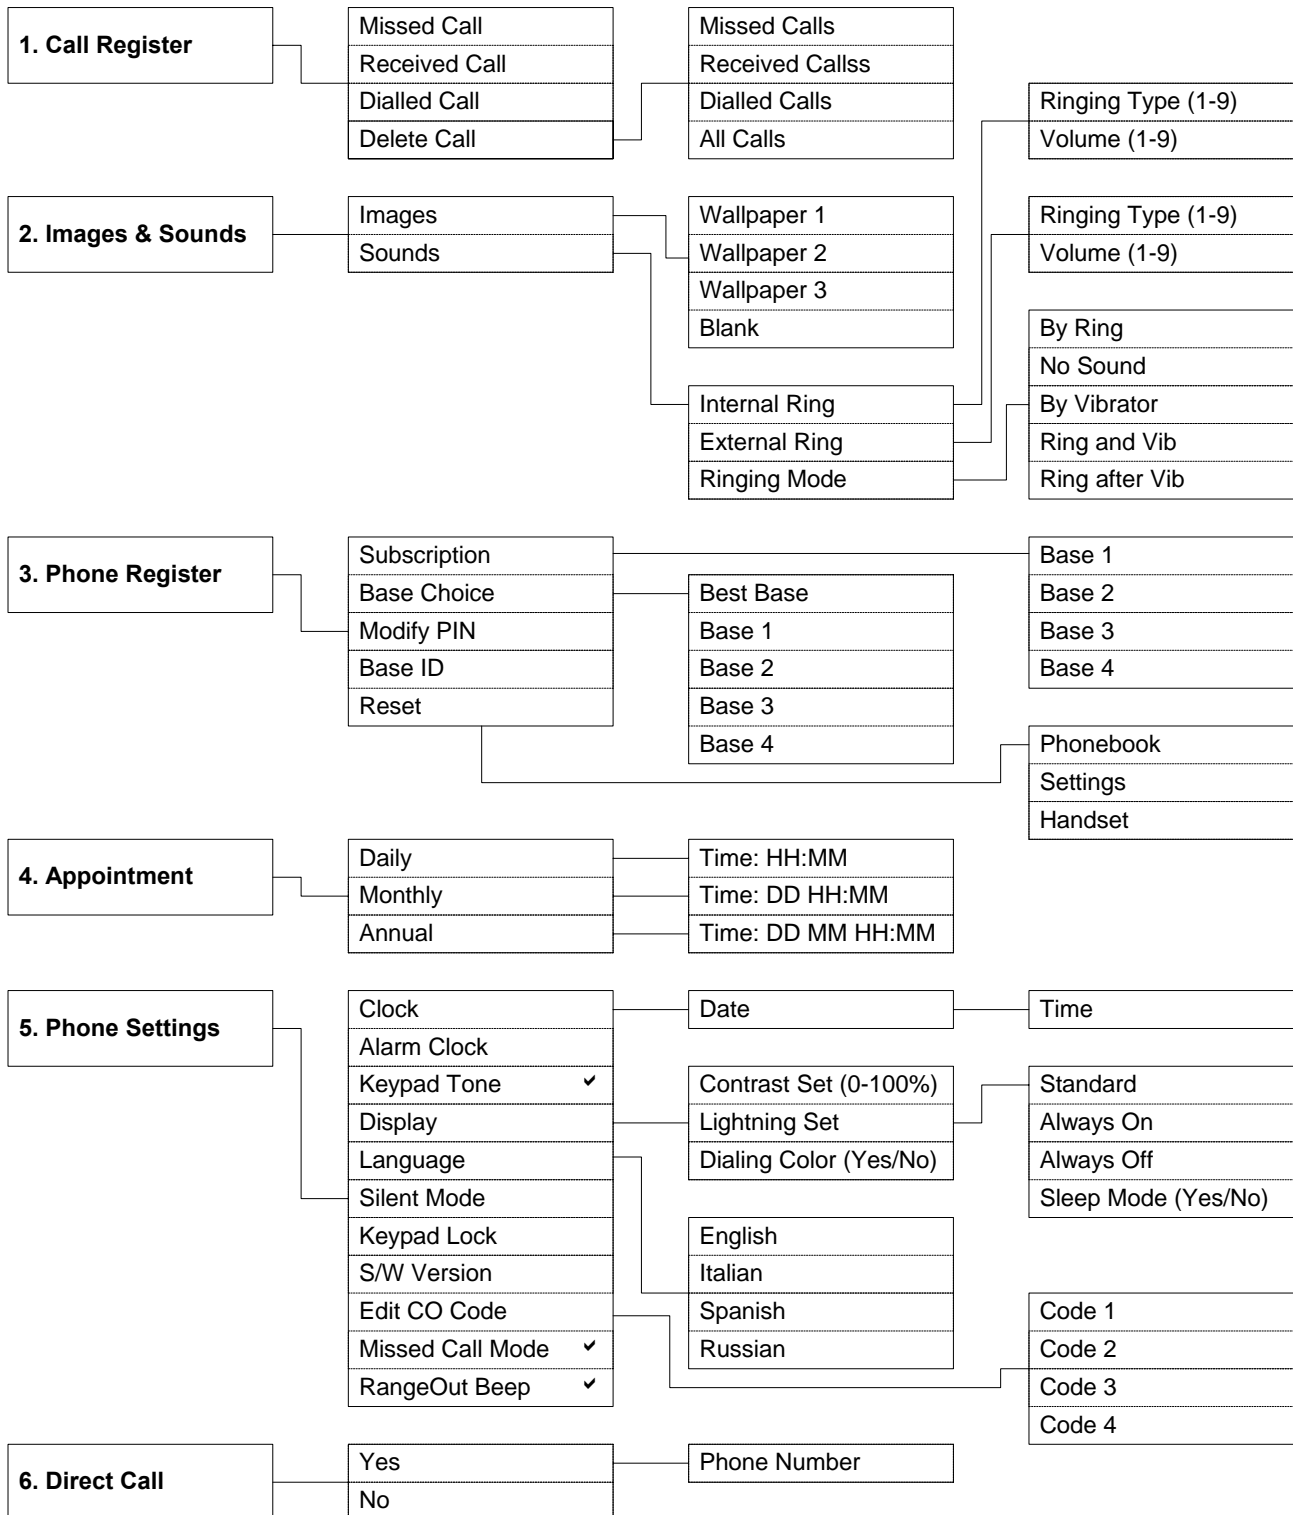 1. Call Register
Missed Call
Received Call
Dialled Call
Delete Call
Missed Calls
Received Callss
Dialled Calls
All Calls
Ringing Type (1-9)
Volume (1-9)
2. Images & Sounds
Images
Sounds
Wallpaper 1
Wallpaper 2
Wallpaper 3
Blank
Ringing Type (1-9)
Volume (1-9)
Internal Ring
External Ring
Ringing Mode
By Ring
No Sound
By Vibrator
Ring and Vib
Ring after Vib
3. Phone Register
Subscription
Base Choice
Modify PIN
Base ID
Reset
Best Base
Base 1
Base 2
Base 3
Base 4
Base 1
Base 2
Base 3
Base 4
Phonebook
Settings
Handset
4. Appointment
Daily
Monthly
Annual
Time: HH:MM
Time: DD HH:MM
Time: DD MM HH:MM
5. Phone Settings
Clock
Alarm Clock
Keypad Tone ✔
Display
Language
Silent Mode
Keypad Lock
S/W Version
Edit CO Code
Missed Call Mode ✔
RangeOut Beep ✔
Date
Time
Contrast Set (0-100%)
Lightning Set
Dialing Color (Yes/No)
Standard
Always On
Always Off
Sleep Mode (Yes/No)
English
Italian
Spanish
Russian
Code 1
Code 2
Code 3
Code 4
6. Direct Call
Yes
No
Phone Number